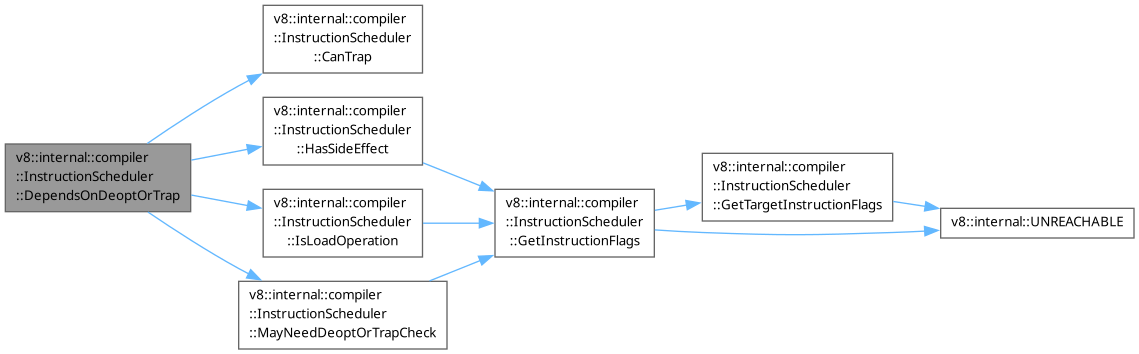 v8::internal::compiler
::InstructionScheduler
::CanTrap
v8::internal::compiler
::InstructionScheduler
::HasSideEffect
v8::internal::compiler
::InstructionScheduler
::DependsOnDeoptOrTrap
v8::internal::compiler
::InstructionScheduler
::IsLoadOperation
v8::internal::compiler
::InstructionScheduler
::MayNeedDeoptOrTrapCheck
v8::internal::compiler
::InstructionScheduler
::GetInstructionFlags
v8::internal::compiler
::InstructionScheduler
::GetTargetInstructionFlags
v8::internal::UNREACHABLE